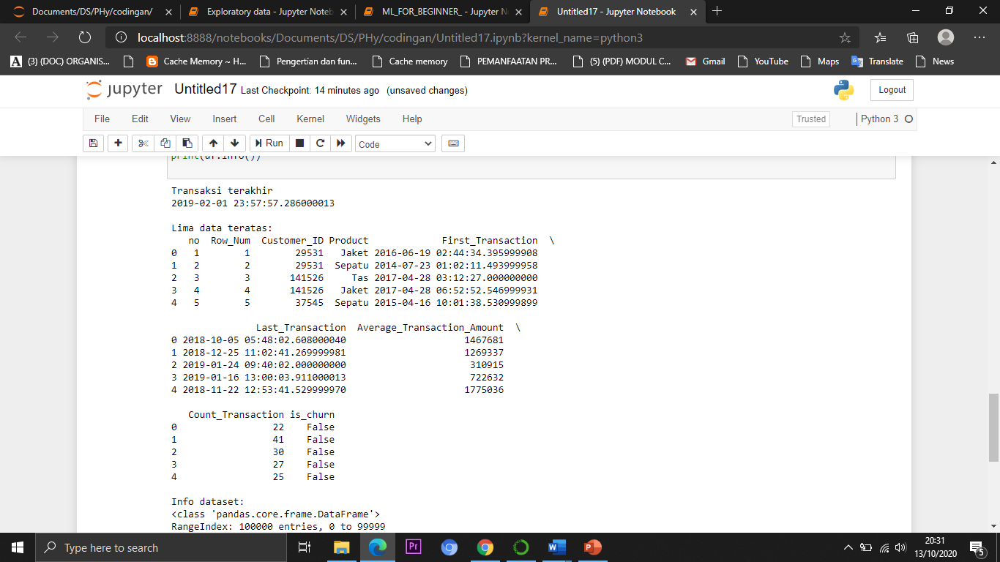 Documents/DS/PHy/codingan/
Exploratory data - Jupyter Noteb
ML_FOR_BEGINNER_ - Jupyter N
Untitled17 - Jupyter Notebook
localhost:8888/notebooks/Documents/DS/PHy/codingan/Untitled17.ipynb?kernel_name=python3
(3) (DOC) ORGANIS...
Cache Memory ~ H...
Pengertian dan fun...
Cache memory
PEMANFAATAN PR...
(5) (PDF) MODUL C...
Gmail
YouTube
Maps
Translate
News
jupyter Untitled17 Last Checkpoint: 14 minutes ago (unsaved changes)
Logout
File Edit View Insert Cell Kernel Widgets Help
Trusted
Python 3
Run
Code
print(df.info())
Transaksi terakhir
2019-02-01 23:57:57.286000013
Lima data teratas:
no Row_Num Customer_ID Product First_Transaction \
0 1 1 29531 Jaket 2016-06-19 02:44:34.395999908
1 2 2 29531 Sepatu 2014-07-23 01:02:11.493999958
2 3 3 141526 Tas 2017-04-28 03:12:27.000000000
3 4 4 141526 Jaket 2017-04-28 06:52:52.546999931
4 5 5 37545 Sepatu 2015-04-16 10:01:38.530999899
Last_Transaction Average_Transaction_Amount \
0 2018-10-05 05:48:02.608000040 1467681
1 2018-12-25 11:02:41.269999981 1269337
2 2019-01-24 09:40:02.000000000 310915
3 2019-01-16 13:00:03.911000013 722632
4 2018-11-22 12:53:41.529999970 1775036
Count_Transaction is_churn
0 22 False
1 41 False
2 30 False
3 27 False
4 25 False
Info dataset:
<class 'pandas.core.frame.DataFrame'>
RangeIndex: 100000 entries, 0 to 99999
Type here to search
Pr
W
P
20:31
13/10/2020
5